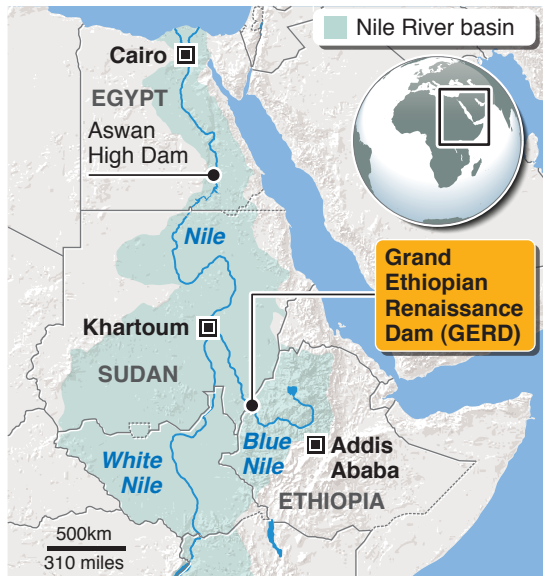 Nile River basin
Cairo
EGYPT
Aswan
High Dam
Nile
Grand
Ethiopian
Renaissance
Dam (GERD)
Khartoum
SUDAN
Blue
Nile
Addis
Ababa
White
Nile
ETHIOPIA
500km
310 miles